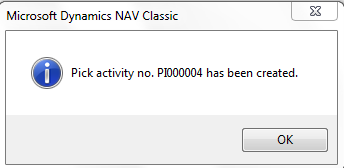 Microsoft Dynamics NAV Classic
Pick activity no. PI000004 has been created.
OK